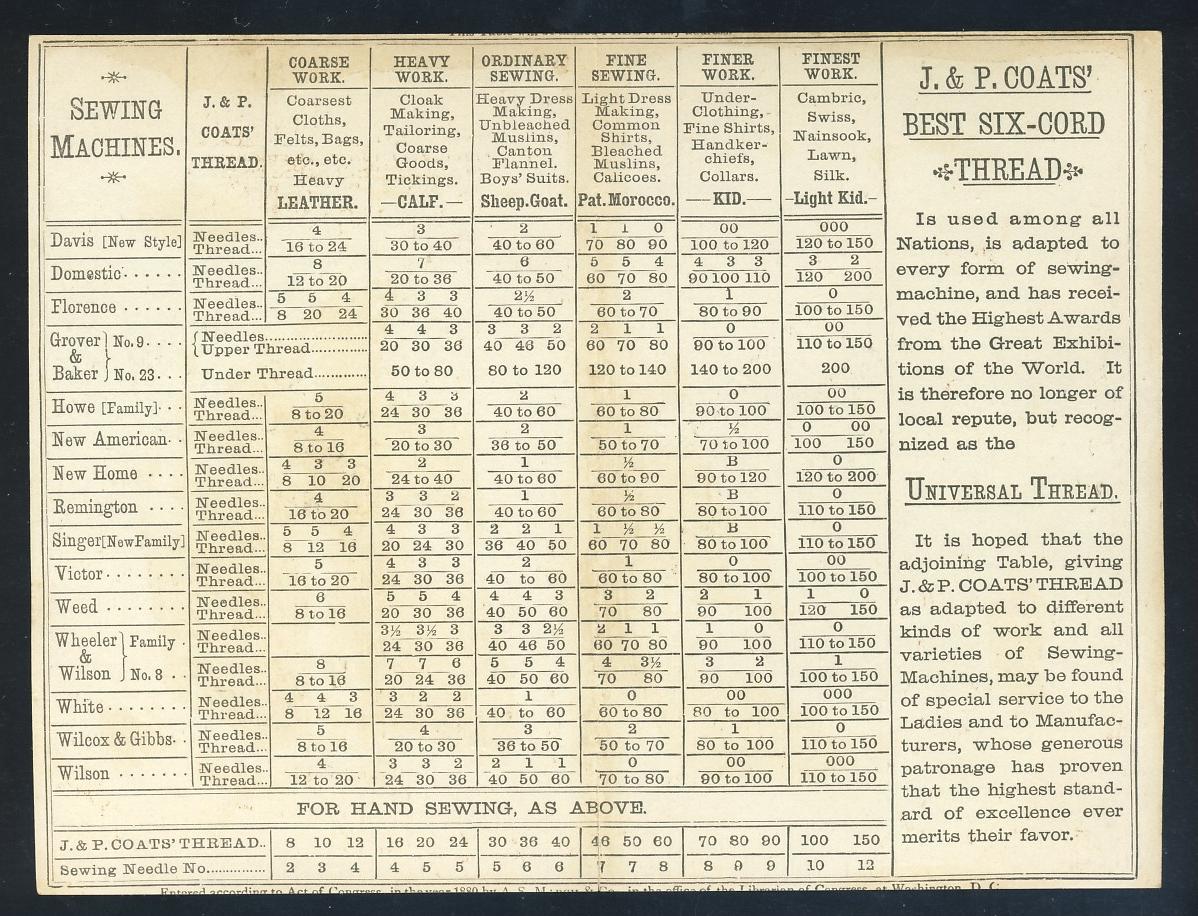 SEWING MACHINES.
J. & P. COATS' THREAD.
COARSE WORK.
Coarsest Cloths, Felts, Bags, etc., etc. Heavy LEATHER.
HEAVY WORK.
Cloak Making, Tailoring, Coarse Goods, Tickings. —CALF.—
ORDINARY SEWING.
Heavy Dress Making, Unbleached Muslins, Canton Flannel. Boys' Suits. Sheep.Goat.
FINE SEWING.
Light Dress Making, Common Shirts, Bleached Muslins, Calicoes. Pat.Morocco.
FINER WORK.
Under-Clothing, Fine Shirts, Handkerchiefs, Collars. —KID.—
FINEST WORK.
Cambric, Swiss, Nainsook, Lawn, Silk. -Light Kid.-
Davis [New Style] Needles.. 4 3 2 1 1 0 00 000
Thread... 16 to 24 30 to 40 40 to 60 70 80 90 100 to 120 120 to 150
Domestic...... Needles.. 8 7 6 5 5 4 4 3 3 3 2
Thread... 12 to 20 20 to 36 40 to 50 60 70 80 90 100 110 120 200
Florence ...... Needles.. 5 5 4 4 3 3 2½ 2 1 0
Thread... 8 20 24 30 36 40 40 to 50 60 to 70 80 to 90 100 to 150
Grover & Baker No. 9.... Needles........ 4 4 3 3 3 2 2 1 1 0 00
Upper Thread............. 20 30 36 40 46 50 60 70 80 90 to 100 110 to 150
No. 23... Under Thread............ 50 to 80 80 to 120 120 to 140 140 to 200 200
Howe [Family]... Needles.. 5 4 3 3 2 1 0 00
Thread... 8 to 20 24 30 36 40 to 60 60 to 80 90 to 100 100 to 150
New American.. Needles.. 4 3 2 1 ½ 0 00
Thread... 8 to 16 20 to 30 36 to 50 50 to 70 70 to 100 100 150
New Home .... Needles.. 4 3 3 2 1 ½ B 0
Thread... 8 10 20 24 to 40 40 to 60 60 to 90 90 to 120 120 to 200
Remington .... Needles.. 4 3 3 2 1 ½ B 0
Thread... 16 to 20 24 30 36 40 to 60 60 to 80 80 to 100 110 to 150
Singer [New Family] Needles.. 5 5 4 4 3 3 2 2 1 1 ½ ½ B 0
Thread... 8 12 16 20 24 30 36 40 50 60 70 80 80 to 100 110 to 150
Victor........ Needles.. 5 4 3 3 2 1 0 00
Thread... 16 to 20 24 30 36 40 to 60 60 to 80 80 to 100 100 to 150
Weed ........ Needles.. 6 5 5 4 4 4 3 3 2 2 1 1 0
Thread... 8 to 16 20 30 36 40 50 60 70 80 90 100 120 150
Wheeler & Wilson Family . Needles.. 3½ 3½ 3 3 3 2½ 2 1 1 1 0 0
Thread... 24 30 36 40 46 50 60 70 80 90 100 110 to 150
No. 8 .. Needles.. 8 7 7 6 5 5 4 4 3½ 3 2 1
Thread... 8 to 16 20 24 36 40 50 60 70 80 90 100 100 to 150
White........ Needles.. 4 4 3 3 2 2 1 0 00 000
Thread... 8 12 16 24 30 36 40 to 60 60 to 80 80 to 100 100 to 150
Wilcox & Gibbs.. Needles.. 5 4 3 2 1 0
Thread... 8 to 16 20 to 30 36 to 50 50 to 70 80 to 100 110 to 150
Wilson ....... Needles.. 4 3 3 2 2 1 1 0 00 000
Thread... 12 to 20 24 30 36 40 50 60 70 to 80 90 to 100 110 to 150
FOR HAND SEWING, AS ABOVE.
J. & P. COATS' THREAD.. 8 10 12 16 20 24 30 36 40 46 50 60 70 80 90 100 150
Sewing Needle No.............. 2 3 4 4 5 5 5 6 6 7 7 8 8 9 9 10 12
J. & P. COATS'
BEST SIX-CORD
THREAD
Is used among all
Nations, is adapted to
every form of sewing-
machine, and has recei-
ved the Highest Awards
from the Great Exhibi-
tions of the World. It
is therefore no longer of
local repute, but recog-
nized as the
UNIVERSAL THREAD.
It is hoped that the
adjoining Table, giving
J. & P. COATS' THREAD
as adapted to different
kinds of work and all
varieties of Sewing-
Machines, may be found
of special service to the
Ladies and to Manufac-
turers, whose generous
patronage has proven
that the highest stand-
ard of excellence ever
merits their favor.
Entered according to Act of Congress, in the year 1880 by A. S. & Co., in the office of the Librarian of Congress, at Washington, D. C.